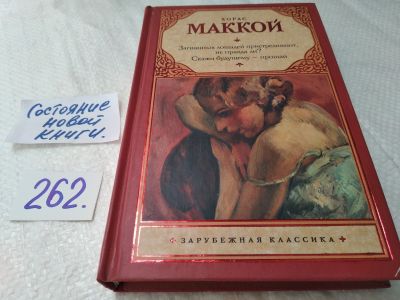 ХОРАС
МАККОЙ
Загнанных лошадей пристреливают,
не правда ли?
Скажи будущему — прощай
Состояние
новой
книги.
262.
ЗАРУБЕЖНАЯ КЛАССИКА